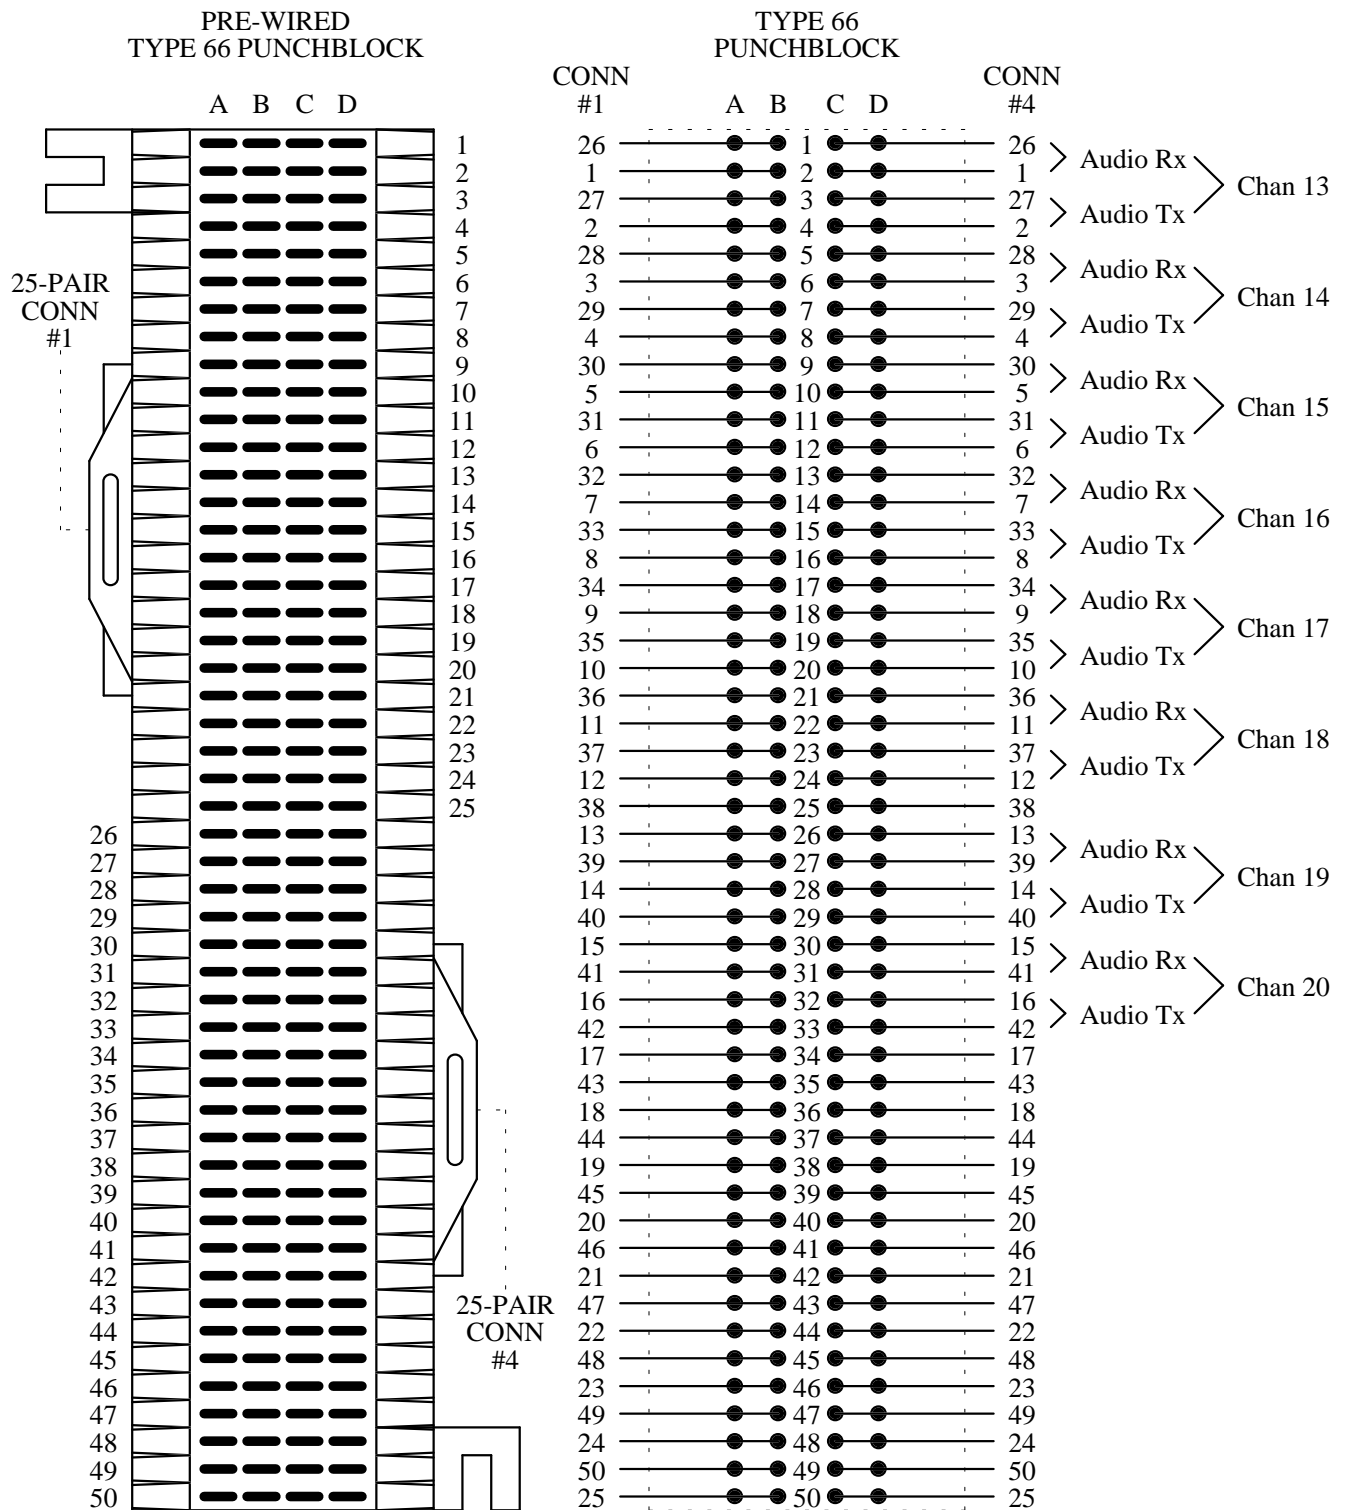 PRE-WIRED
TYPE 66 PUNCHBLOCK
TYPE 66
PUNCHBLOCK
CONN
#1
CONN
#4
A B C D
A B C D
1
2
3
4
5
6
7
8
9
10
11
12
13
14
15
16
17
18
19
20
21
22
23
24
25
25-PAIR
CONN
#1
26
27
28
29
30
31
32
33
34
35
36
37
38
39
40
41
42
43
44
45
46
47
48
49
50
25-PAIR
CONN
#4
26 1 26
1 2 1
Audio Rx
27 3 27
2 4 2
Audio Tx
Chan 13
28 5 28
3 6 3
Audio Rx
29 7 29
4 8 4
Audio Tx
Chan 14
30 9 30
5 10 5
Audio Rx
31 11 31
6 12 6
Audio Tx
Chan 15
32 13 32
7 14 7
Audio Rx
33 15 33
8 16 8
Audio Tx
Chan 16
34 17 34
9 18 9
Audio Rx
35 19 35
10 20 10
Audio Tx
Chan 17
36 21 36
11 22 11
Audio Rx
37 23 37
12 24 12
Audio Tx
Chan 18
38 25 38
13 26 13
39 27 39
Audio Rx
14 28 14
40 29 40
Audio Tx
Chan 19
15 30 15
41 31 41
Audio Rx
16 32 16
42 33 42
Audio Tx
Chan 20
17 34 17
43 35 43
18 36 18
44 37 44
19 38 19
45 39 45
20 40 20
46 41 46
21 42 21
47 43 47
22 44 22
48 45 48
23 46 23
49 47 49
24 48 24
50 49 50
25 50 25